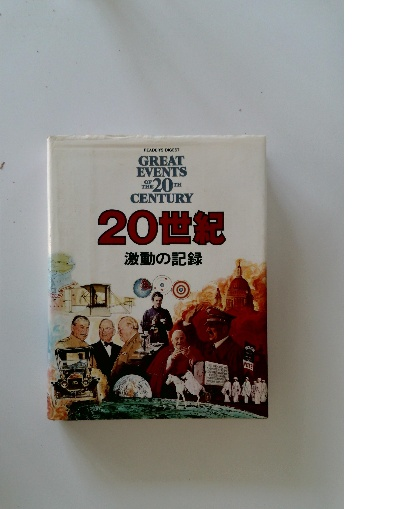 READER'S DIGEST
GREAT
EVENTS
OF THE 20TH
CENTURY
20世紀
激動の記録